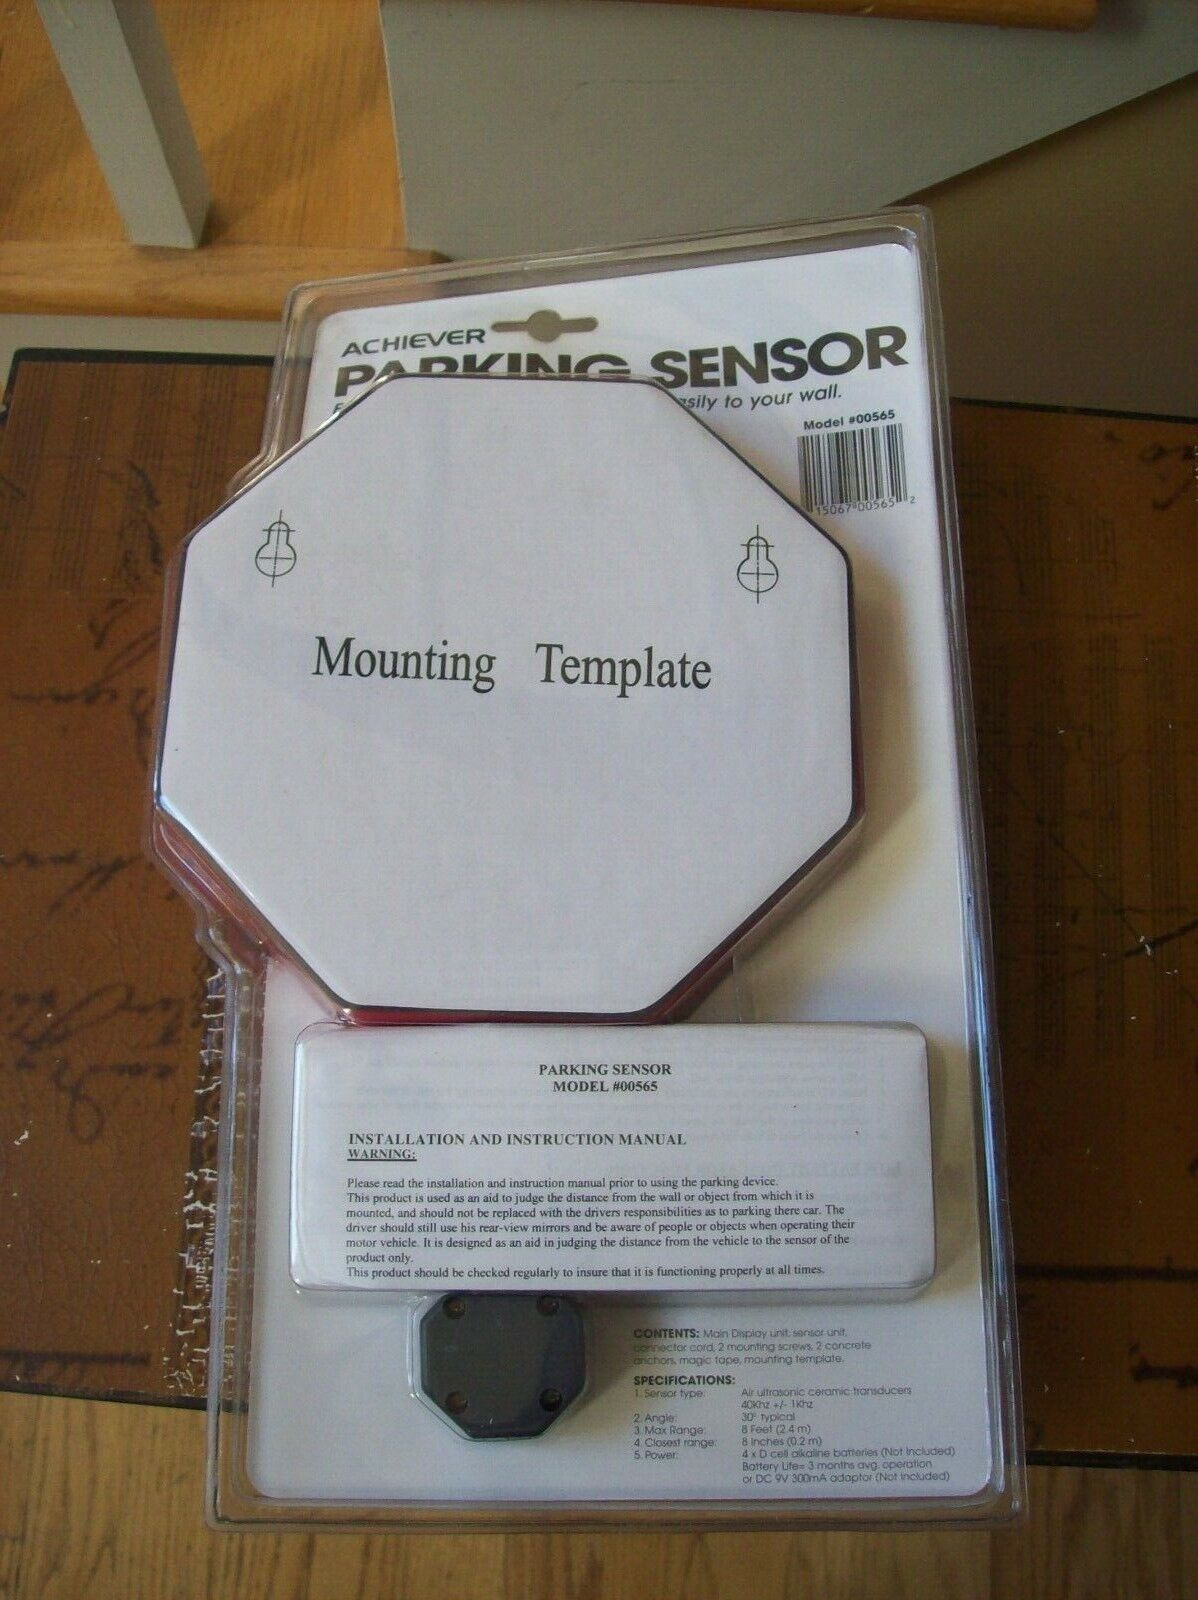 ACHIEVER
PARKING SENSOR
easily to your wall.
Model #00565
15067 00565 2
Mounting Template
PARKING SENSOR
MODEL #00565
INSTALLATION AND INSTRUCTION MANUAL
WARNING:
Please read the installation and instruction manual prior to using the parking device.
This product is used as an aid to judge the distance from the wall or object from which it is
mounted, and should not be replaced with the drivers responsibilities as to parking there car. The
driver should still use his rear-view mirrors and be aware of people or objects when operating their
motor vehicle. It is designed as an aid in judging the distance from the vehicle to the sensor of the
product only.
This product should be checked regularly to insure that it is functioning properly at all times.
CONTENTS: Main Display unit, sensor unit,
connector cord, 2 mounting screws, 2 concrete
anchors, magic tape, mounting template.
SPECIFICATIONS:
1. Sensor type: Air ultrasonic ceramic transducers
40Khz +/- 1Khz
2. Angle: 30° typical
3. Max Range: 8 Feet (2.4 m)
4. Closest range: 8 Inches (0.2 m)
5. Power: 4 x D cell alkaline batteries (Not Included)
Battery Life= 3 months avg. operation
or DC 9V 300mA adaptor (Not Included)